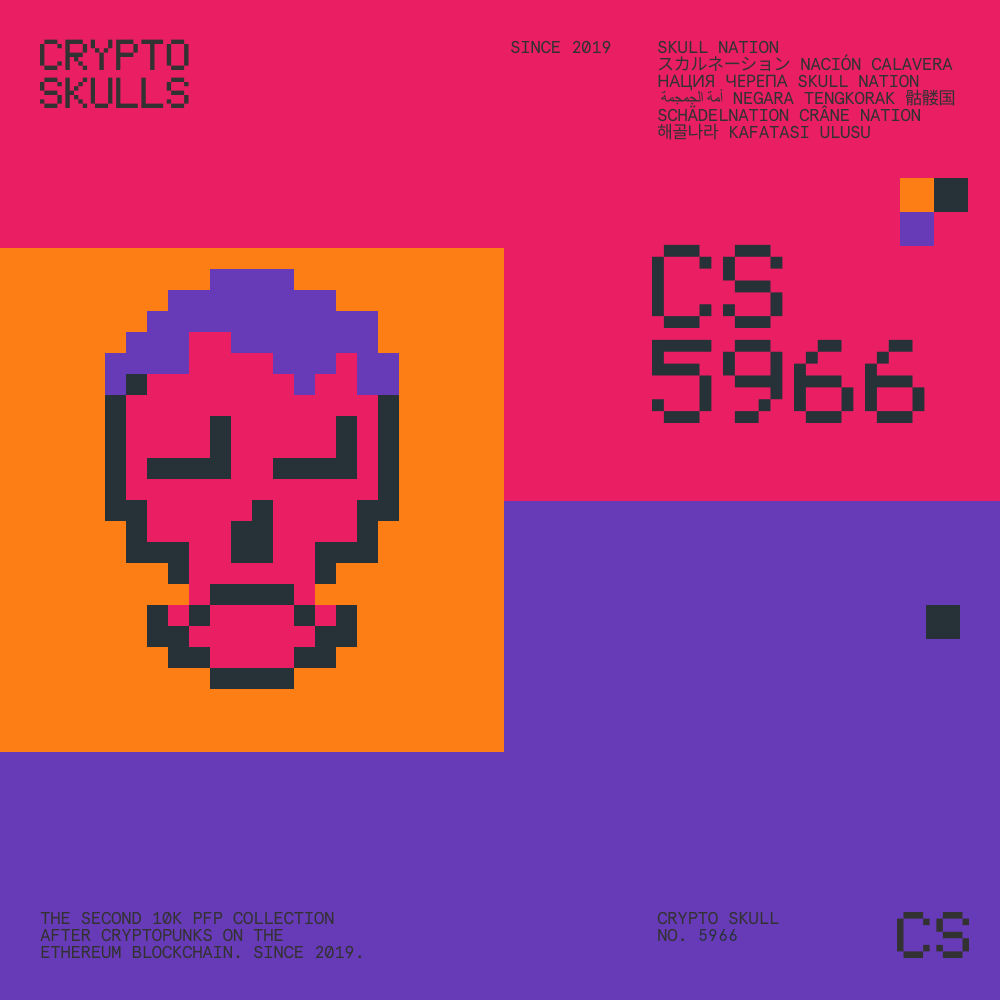 CRYPTO
SKULLS
SINCE 2019
SKULL NATION
スカルネーション NACIÓN CALAVERA
НАЦИЯ ЧЕРЕПА SKULL NATION
أمة الجمجمة NEGARA TENGKORAK 骷髅国
SCHÄDELNATION CRÂNE NATION
해골나라 KAFATASI ULUSU
CS
5966
THE SECOND 10K PFP COLLECTION
AFTER CRYPTOPUNKS ON THE
ETHEREUM BLOCKCHAIN. SINCE 2019.
CRYPTO SKULL
NO. 5966
CS